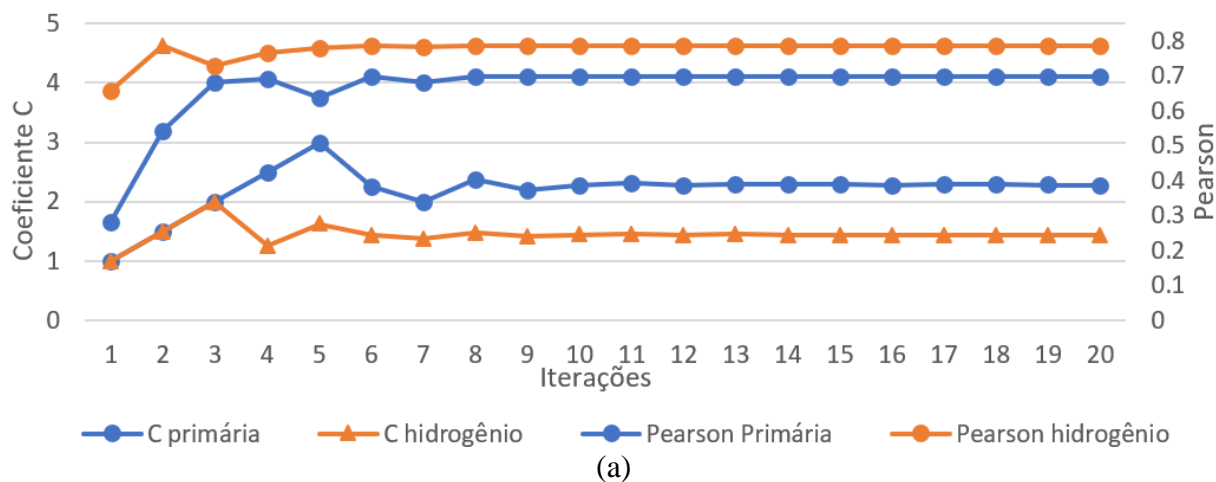 5
4
3
2
1
0
Coeficiente C
0.8
0.7
0.6
0.5
0.4
0.3
0.2
0.1
0
Pearson
1 2 3 4 5 6 7 8 9 10 11 12 13 14 15 16 17 18 19 20
Iterações
C primária C hidrogênio Pearson Primária Pearson hidrogênio
(a)